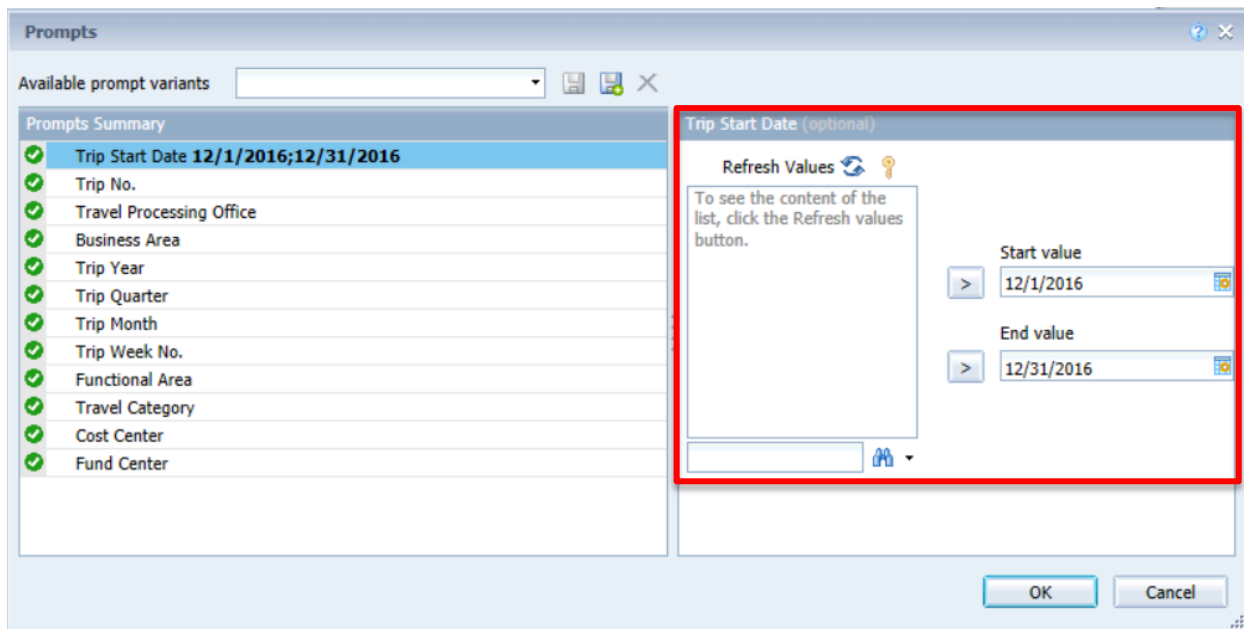 Prompts
Available prompt variants
Prompts Summary
Trip Start Date 12/1/2016;12/31/2016
Trip No.
Travel Processing Office
Business Area
Trip Year
Trip Quarter
Trip Month
Trip Week No.
Functional Area
Travel Category
Cost Center
Fund Center
Trip Start Date (optional)
Refresh Values
To see the content of the
list, click the Refresh values
button.
Start value
>
12/1/2016
End value
>
12/31/2016
OK
Cancel